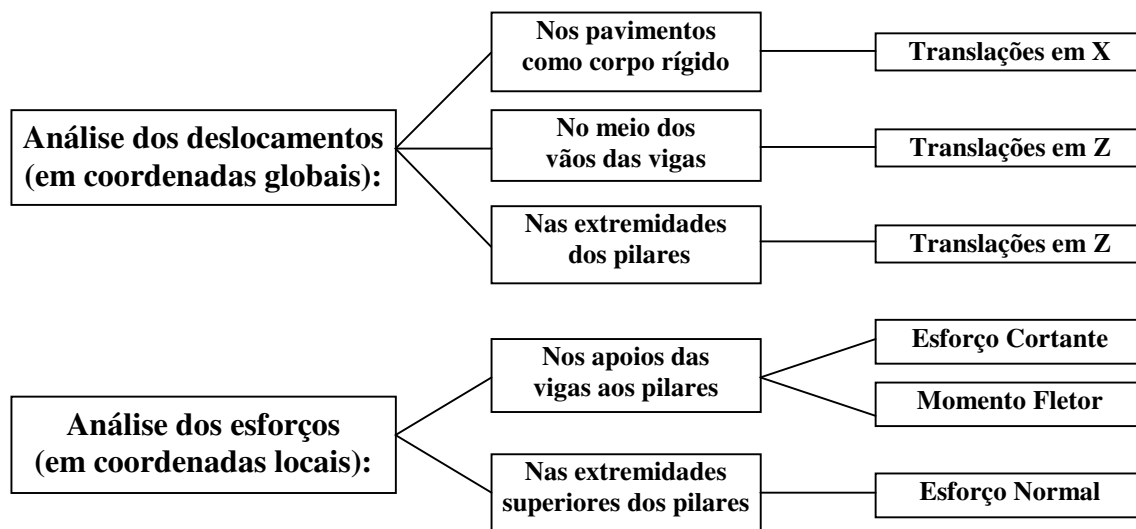 Análise dos deslocamentos
(em coordenadas globais):
Nos pavimentos
como corpo rígido
Translações em X
No meio dos
vãos das vigas
Translações em Z
Nas extremidades
dos pilares
Translações em Z
Análise dos esforços
(em coordenadas locais):
Nos apoios das
vigas aos pilares
Esforço Cortante
Momento Fletor
Nas extremidades
superiores dos pilares
Esforço Normal